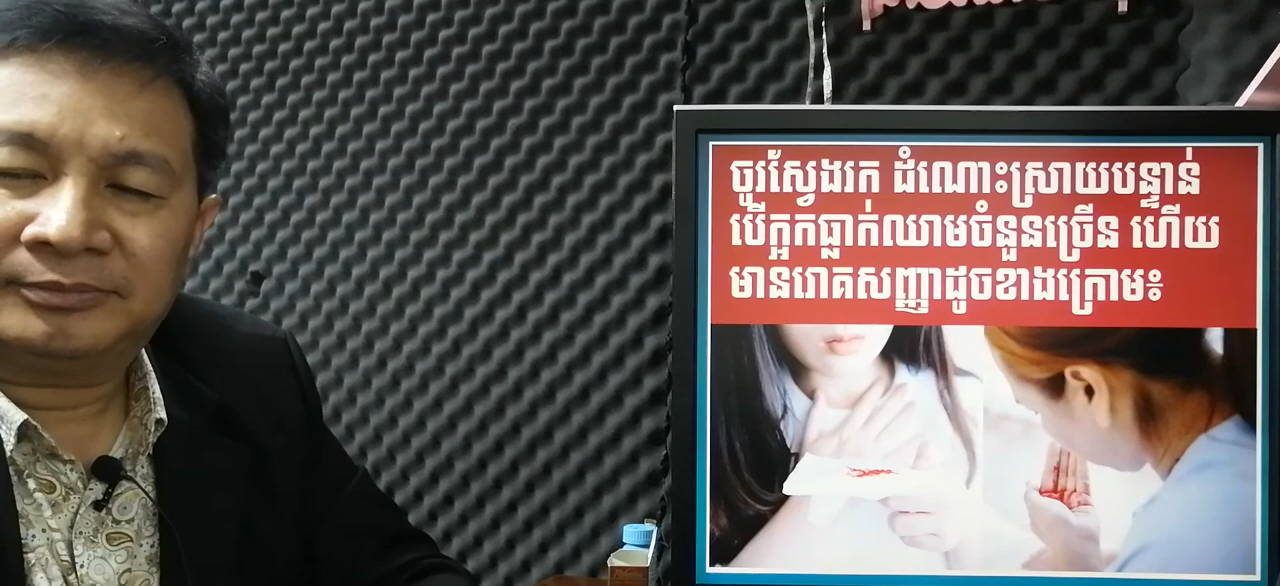 ចូរស្វែងរក ដំណោះស្រាយបន្ទាន់
បើក្អកធ្លាក់ឈាមចំនួនច្រើន ហើយ
មានរោគសញ្ញាដូចខាងក្រោម៖